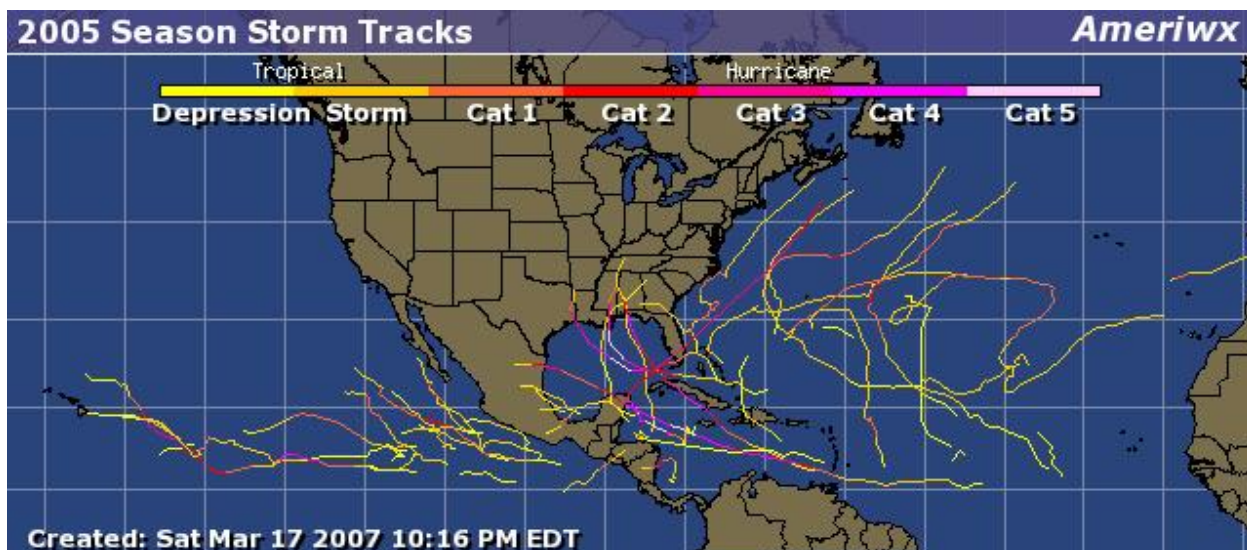 2005 Season Storm Tracks Ameriwx
Tropical Hurricane
Depression Storm Cat 1 Cat 2 Cat 3 Cat 4 Cat 5
Created: Sat Mar 17 2007 10:16 PM EDT